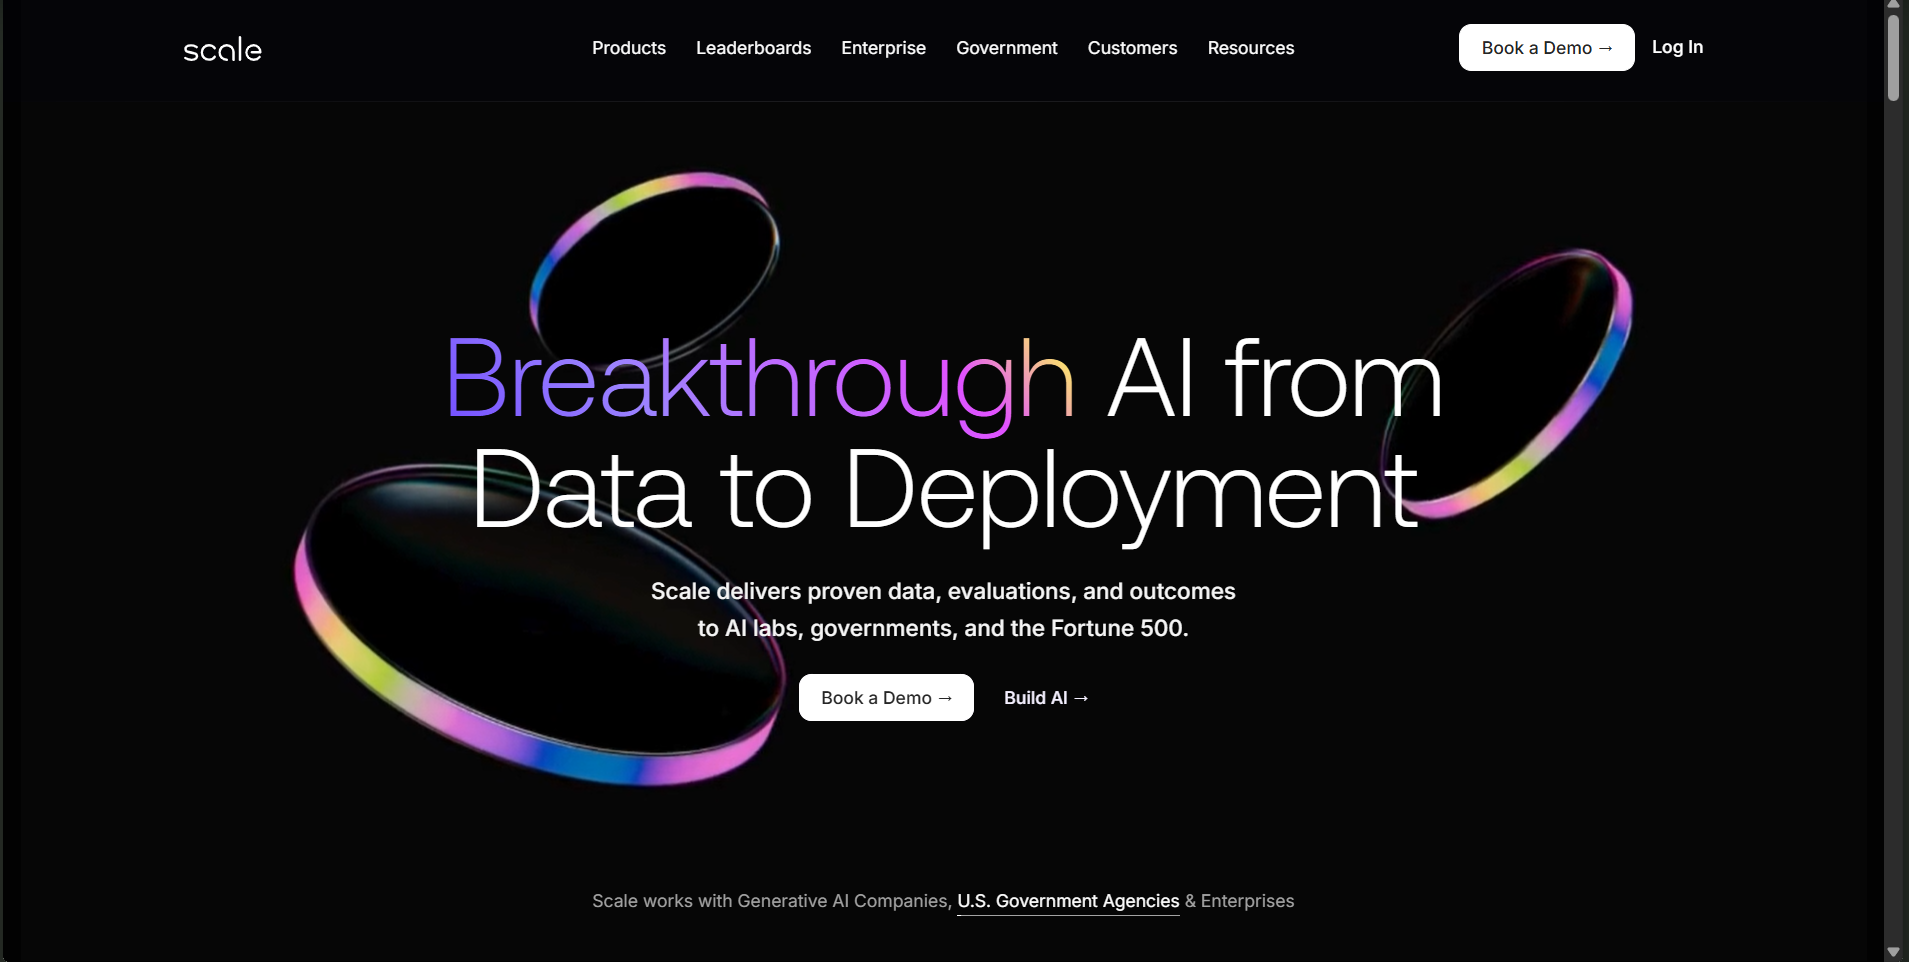 scale
Products Leaderboards Enterprise Government Customers Resources
Book a Demo → Log In
Breakthrough AI from
Data to Deployment
Scale delivers proven data, evaluations, and outcomes
to AI labs, governments, and the Fortune 500.
Book a Demo → Build AI →
Scale works with Generative AI Companies, U.S. Government Agencies & Enterprises